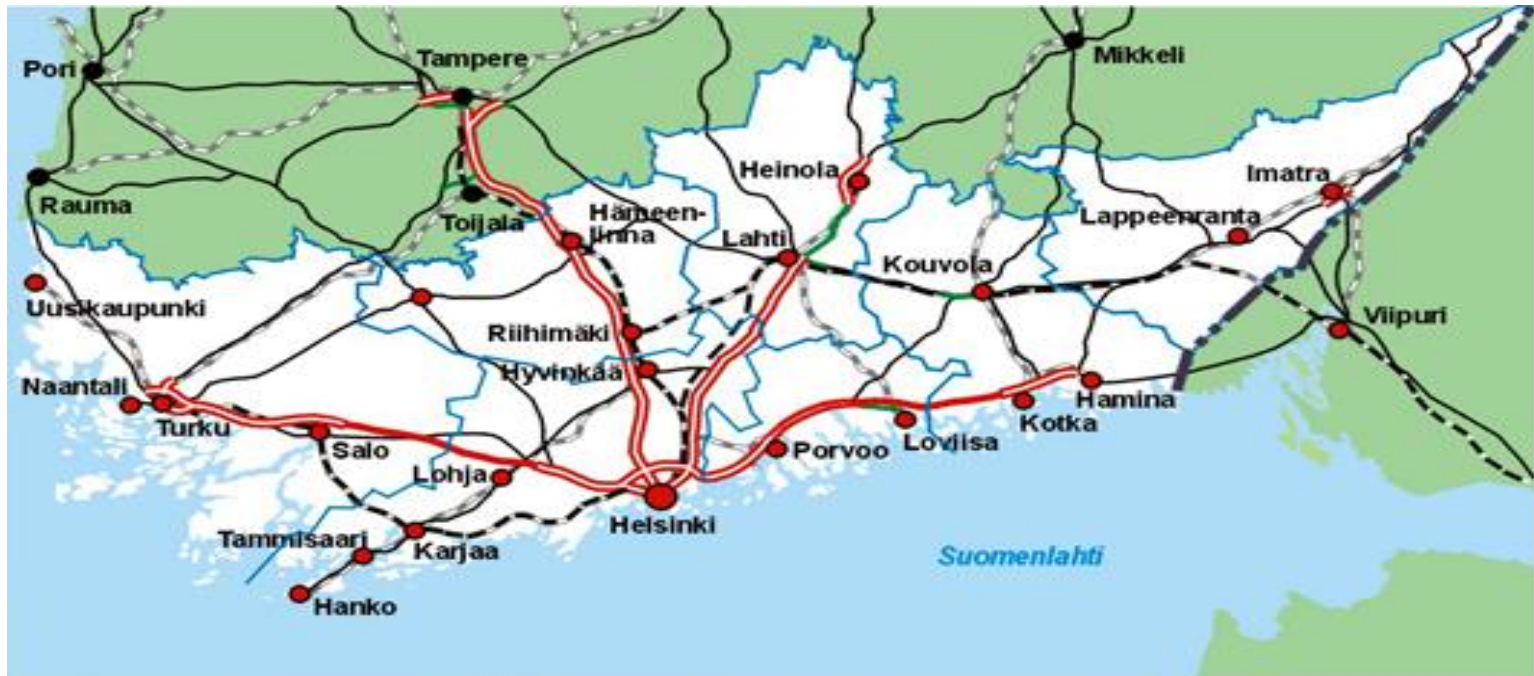 Tampere
Mikkeli
Pori
Heinola
Imatra
Rauma
Toijala
Hämeen-
linna
Lappeenranta
Lahti
Kouvola
Uusikaupunki
Viipuri
Riihimäki
Hyvinkää
Naantali
Hamina
Turku
Kotka
Salo
Porvoo
Loviisa
Lohja
Helsinki
Tammisaari
Karjaa
Suomenlahti
Hanko